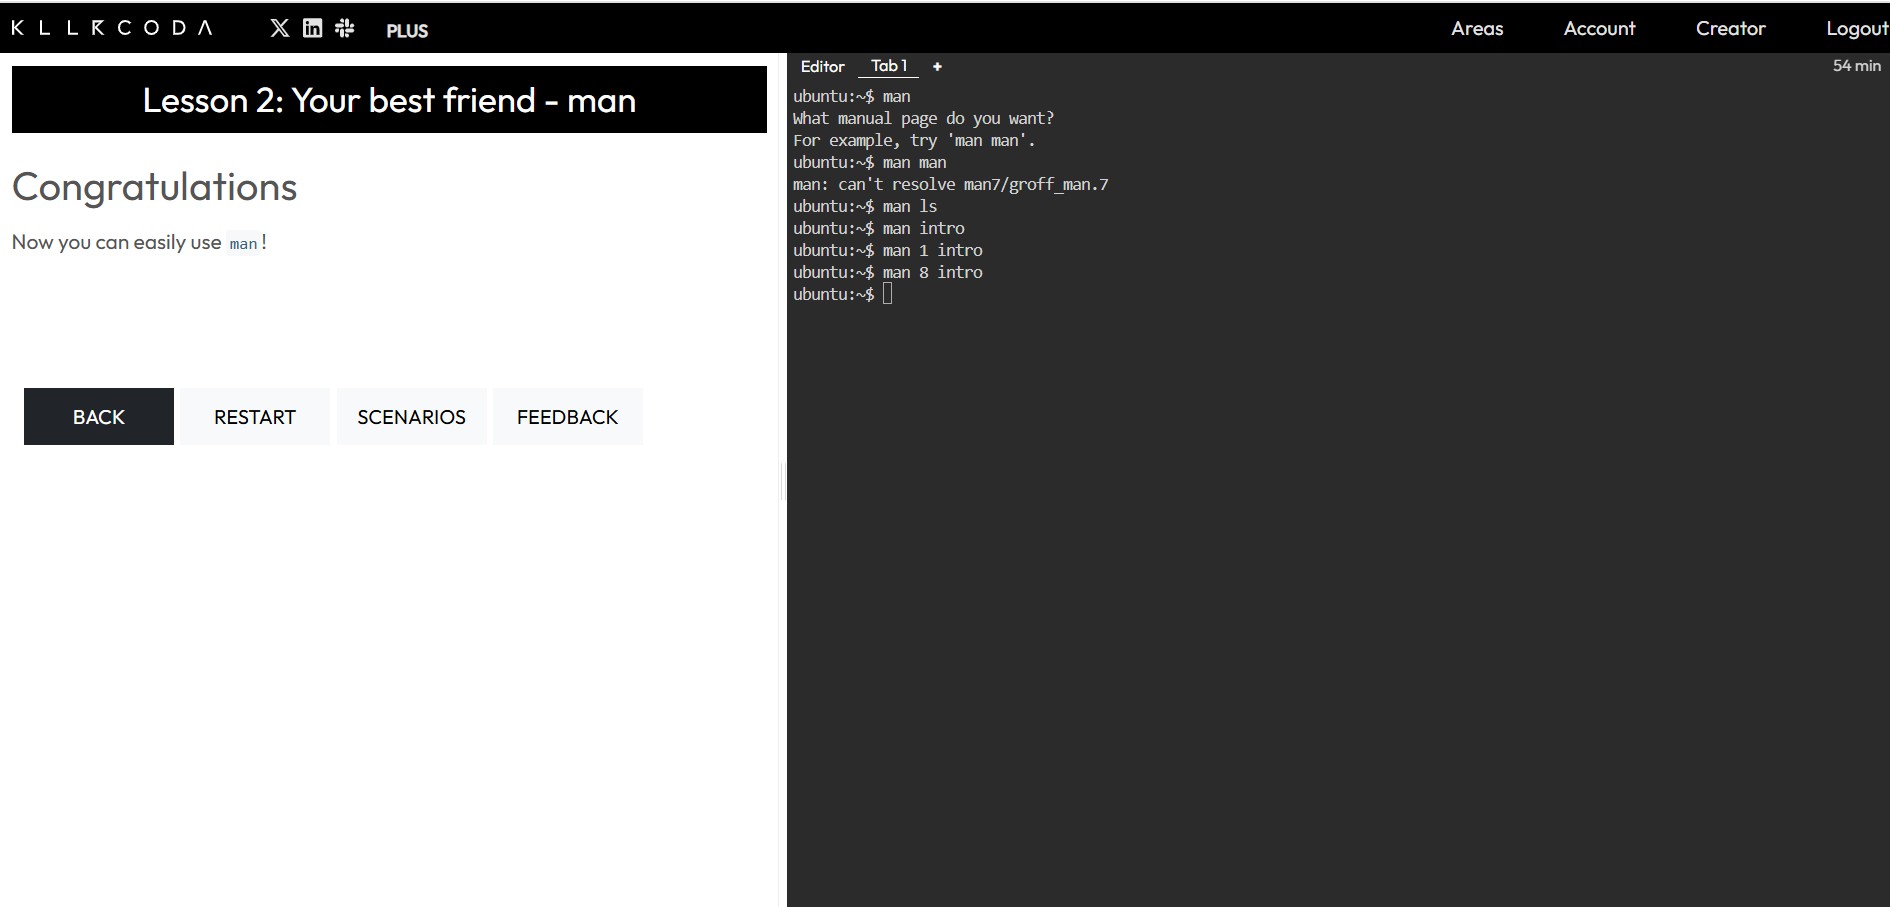 KILLERCODA PLUS Areas Account Creator Logout
Lesson 2: Your best friend - man
Congratulations
Now you can easily use man!
BACK RESTART SCENARIOS FEEDBACK
Editor Tab 1 + 54 min
ubuntu:~$ man
What manual page do you want?
For example, try 'man man'.
ubuntu:~$ man man
man: can't resolve man7/groff_man.7
ubuntu:~$ man ls
ubuntu:~$ man intro
ubuntu:~$ man 1 intro
ubuntu:~$ man 8 intro
ubuntu:~$